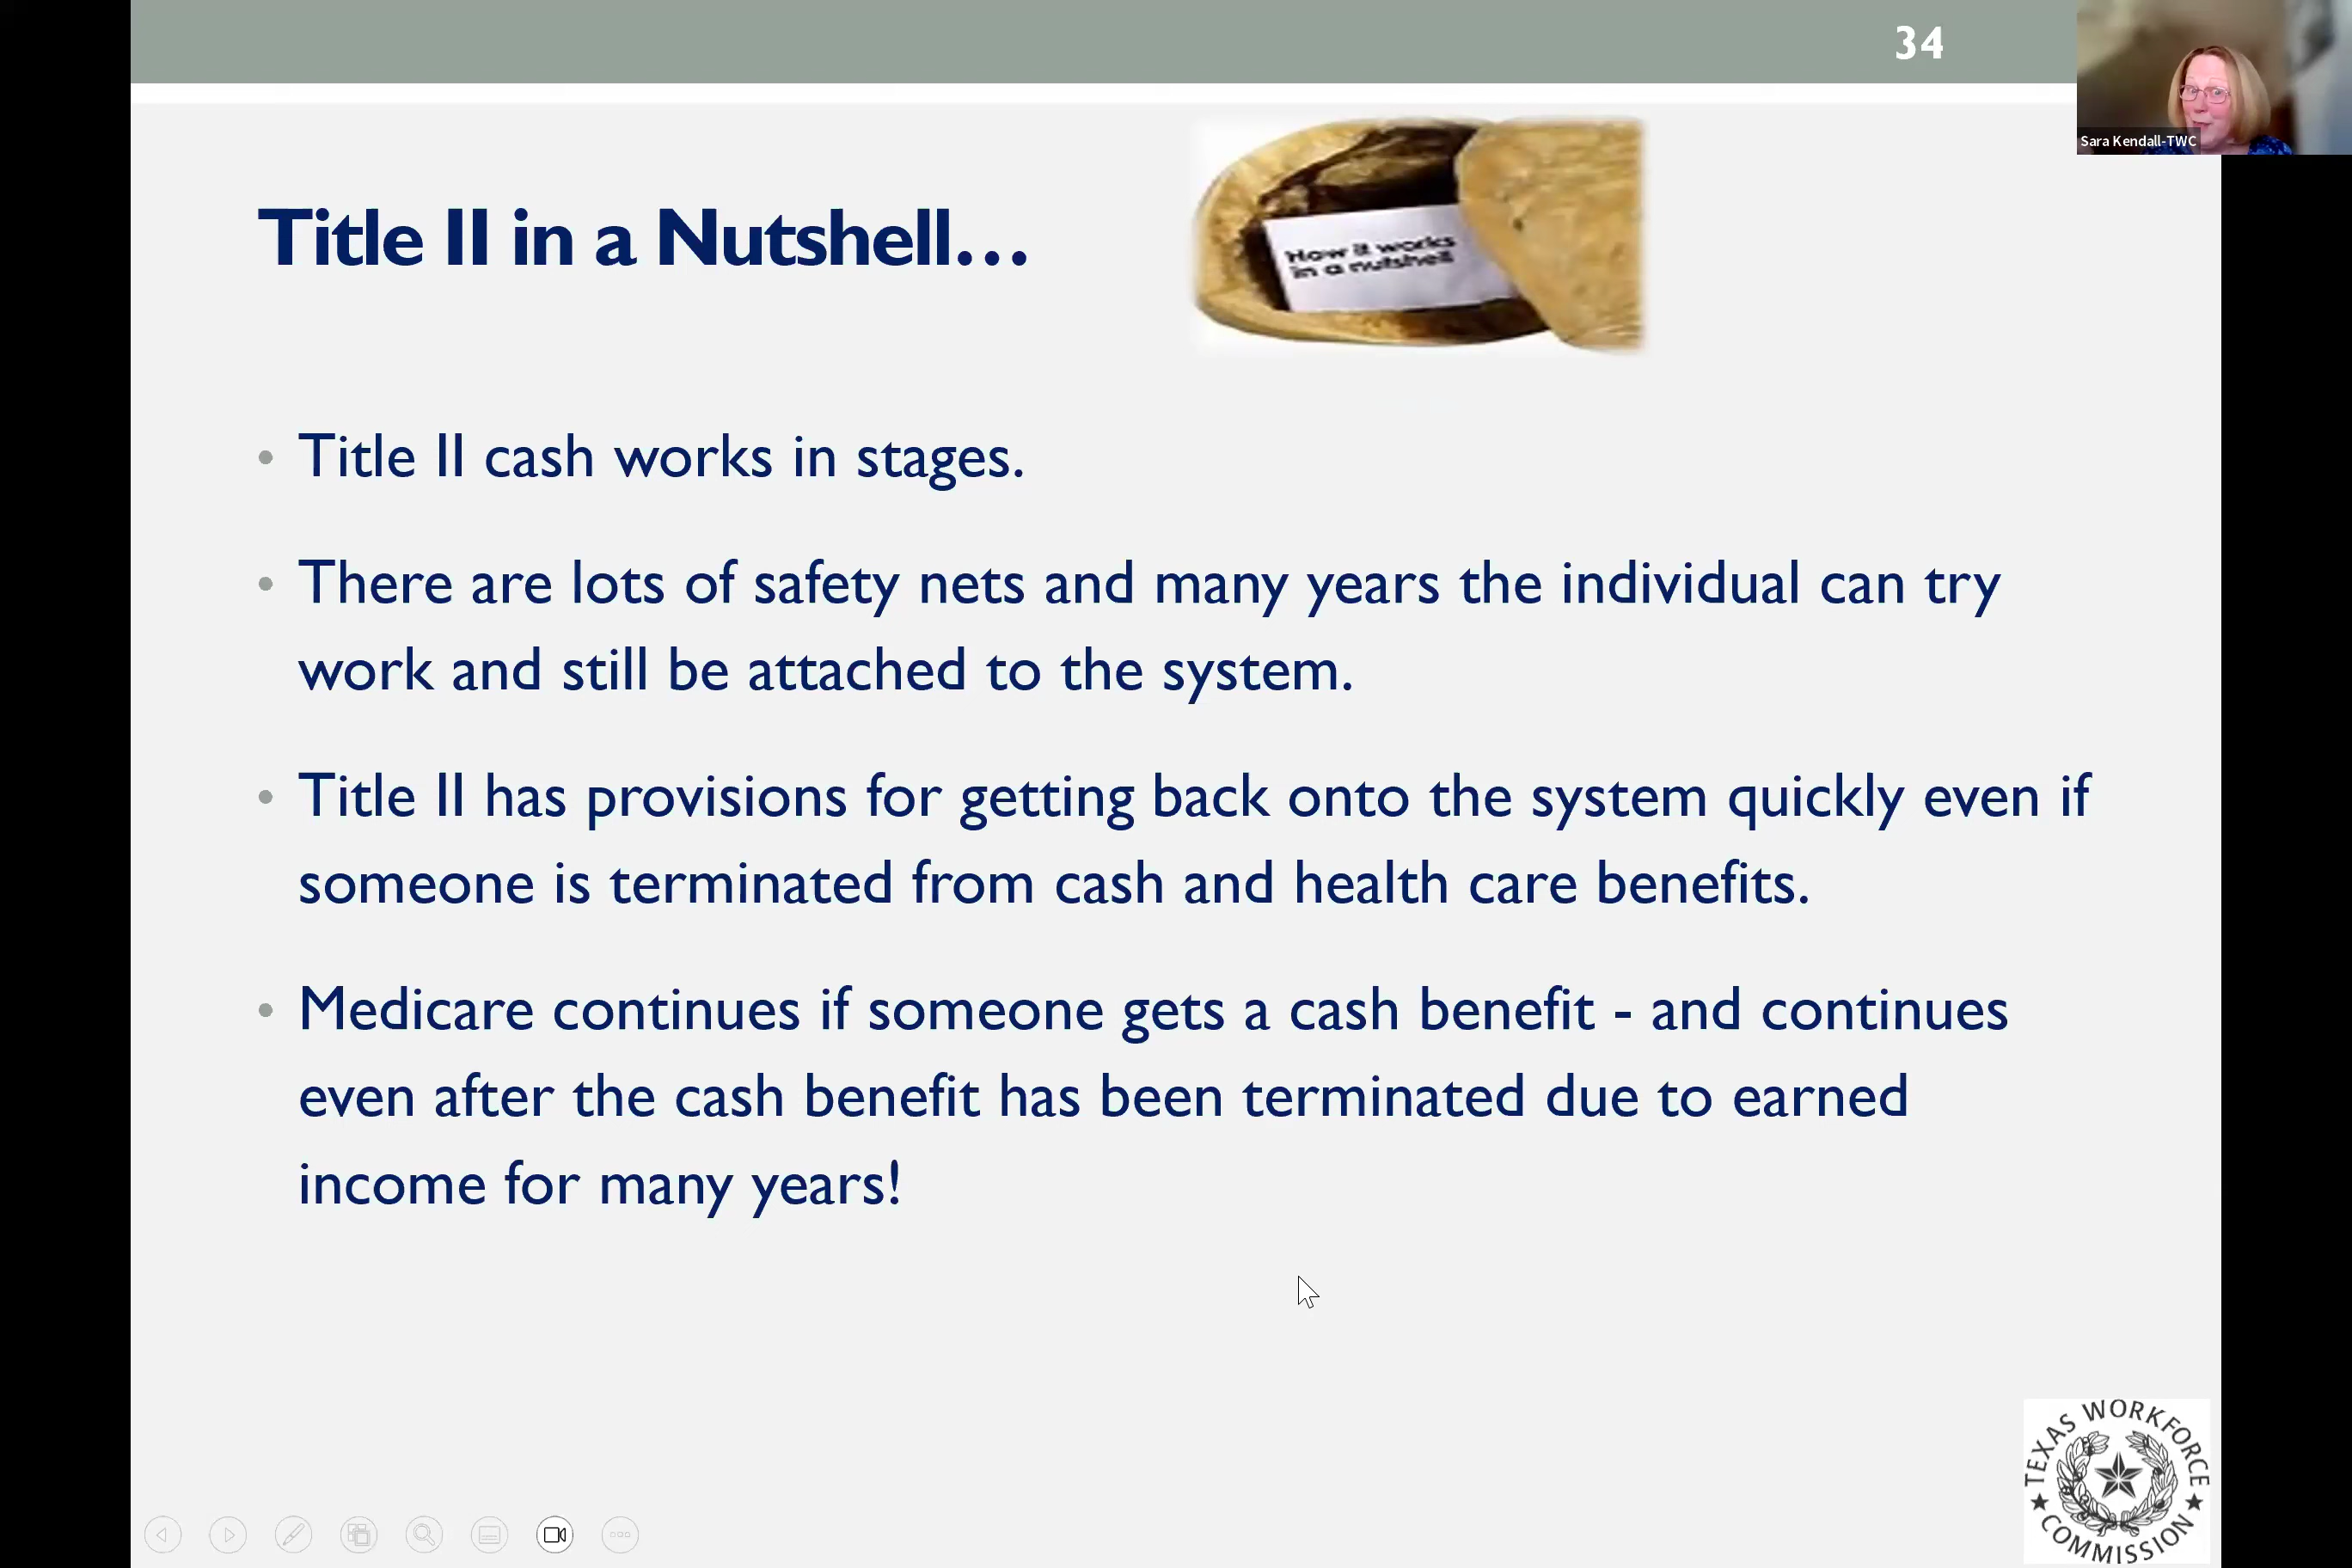 34
Sara Kendall-TWC
Title II in a Nutshell...
How it works
in a nutshell
• Title II cash works in stages.
• There are lots of safety nets and many years the individual can try
work and still be attached to the system.
• Title II has provisions for getting back onto the system quickly even if
someone is terminated from cash and health care benefits.
• Medicare continues if someone gets a cash benefit - and continues
even after the cash benefit has been terminated due to earned
income for many years!
TEXAS WORKFORCE
COMMISSION